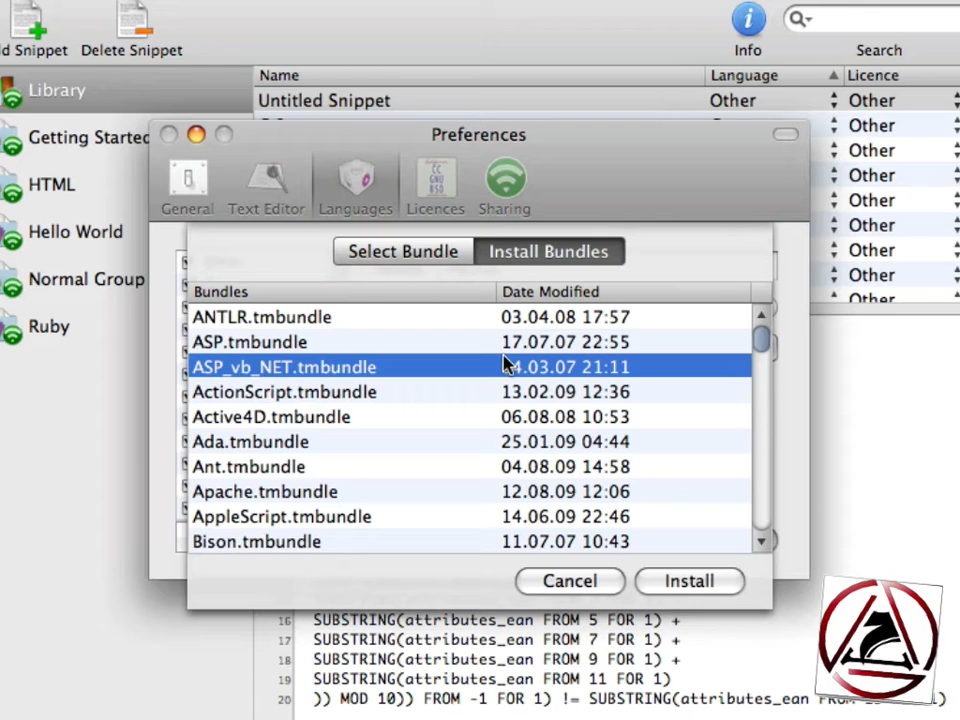 d Snippet Delete Snippet Info Search
Library
Getting Started
HTML
Hello World
Normal Group
Ruby
Name Language Licence
Untitled Snippet Other Other
Other
Other
Other
Other
Other
Other
Other
Other
Preferences
General Text Editor Languages Licences Sharing
Select Bundle Install Bundles
Bundles Date Modified
ANTLR.tmbundle 03.04.08 17:57
ASP.tmbundle 17.07.07 22:55
ASP_vb_NET.tmbundle 4.03.07 21:11
ActionScript.tmbundle 13.02.09 12:36
Active4D.tmbundle 06.08.08 10:53
Ada.tmbundle 25.01.09 04:44
Ant.tmbundle 04.08.09 14:58
Apache.tmbundle 12.08.09 12:06
AppleScript.tmbundle 14.06.09 22:46
Bison.tmbundle 11.07.07 10:43
Cancel Install
16 SUBSTRING(attributes_ean FROM 5 FOR 1) +
17 SUBSTRING(attributes_ean FROM 7 FOR 1) +
18 SUBSTRING(attributes_ean FROM 9 FOR 1) +
19 SUBSTRING(attributes_ean FROM 11 FOR 1)
20 )) MOD 10)) FROM -1 FOR 1) != SUBSTRING(attributes_ean